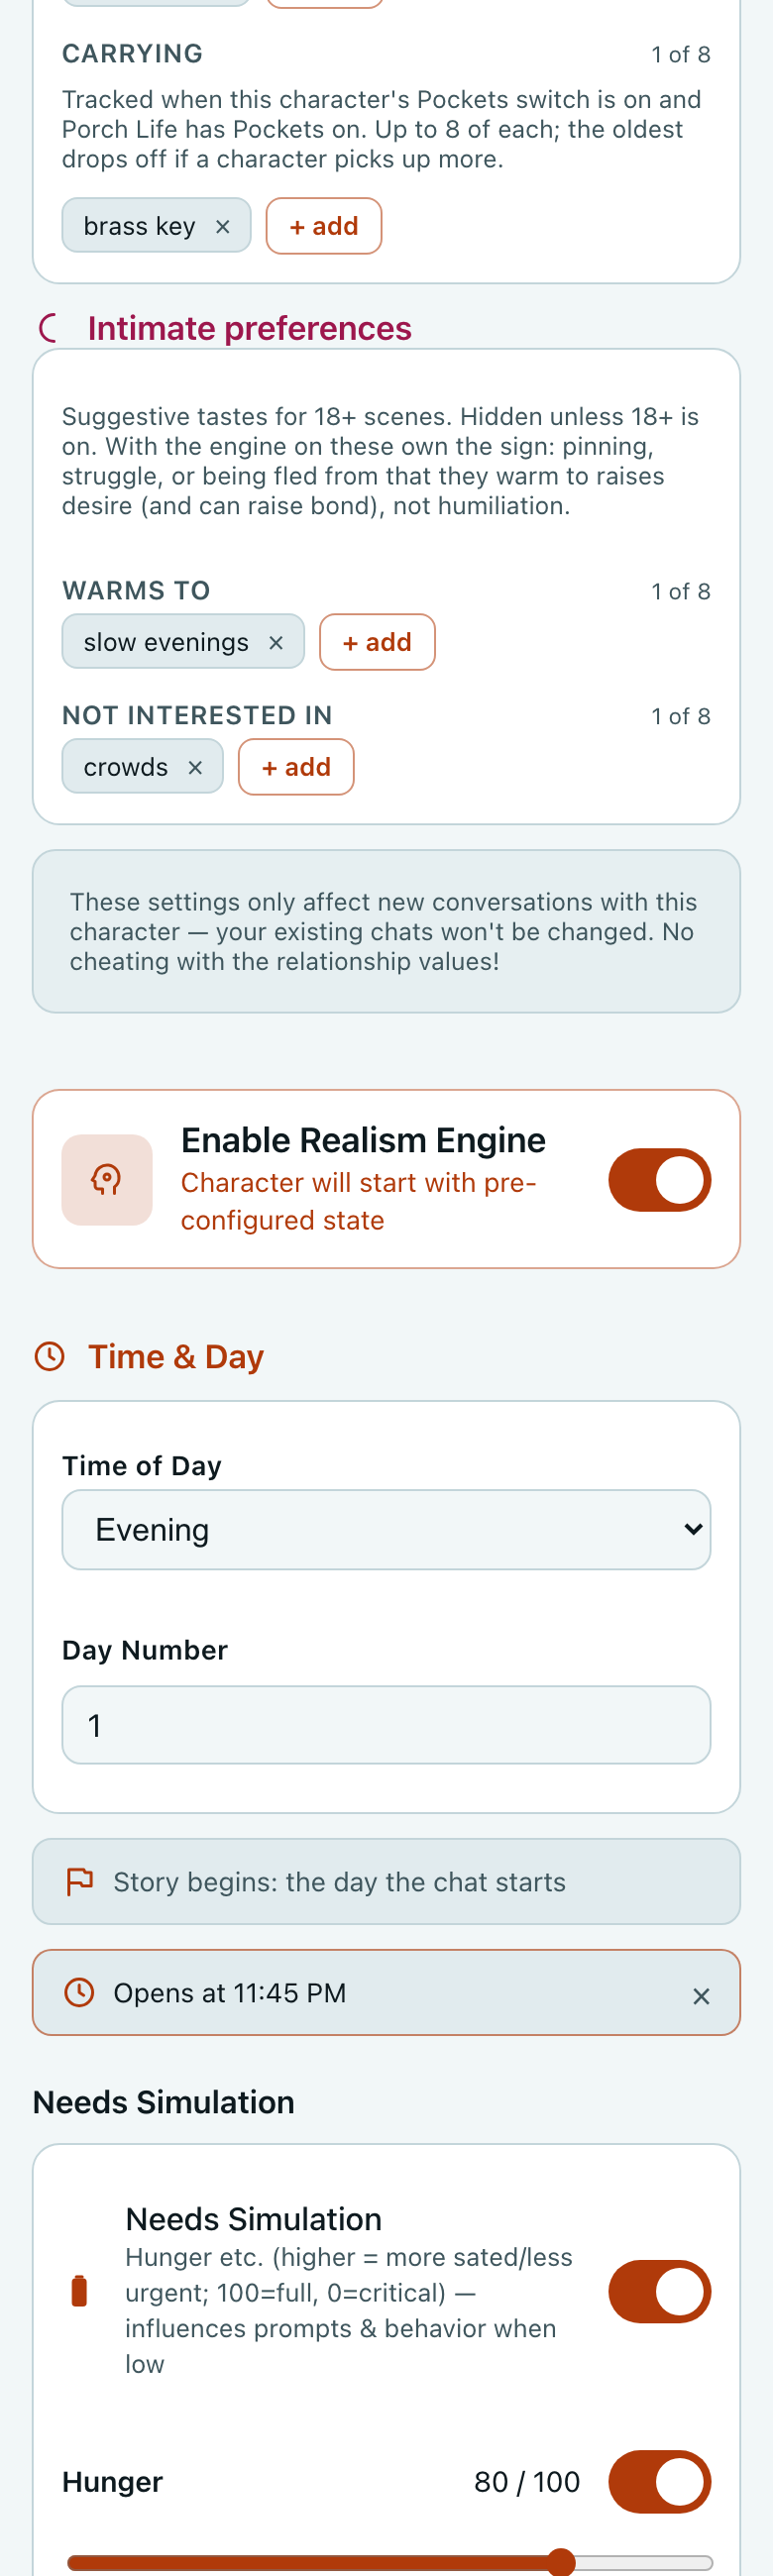 CARRYING 1 of 8
Tracked when this character's Pockets switch is on and
Porch Life has Pockets on. Up to 8 of each; the oldest
drops off if a character picks up more.
brass key × + add
Intimate preferences
Suggestive tastes for 18+ scenes. Hidden unless 18+ is
on. With the engine on these own the sign: pinning,
struggle, or being fled from that they warm to raises
desire (and can raise bond), not humiliation.
WARMS TO 1 of 8
slow evenings × + add
NOT INTERESTED IN 1 of 8
crowds × + add
These settings only affect new conversations with this
character — your existing chats won't be changed. No
cheating with the relationship values!
Enable Realism Engine
Character will start with pre-
configured state
Time & Day
Time of Day
Evening
Day Number
1
Story begins: the day the chat starts
Opens at 11:45 PM ×
Needs Simulation
Needs Simulation
Hunger etc. (higher = more sated/less
urgent; 100=full, 0=critical) —
influences prompts & behavior when
low
Hunger 80 / 100